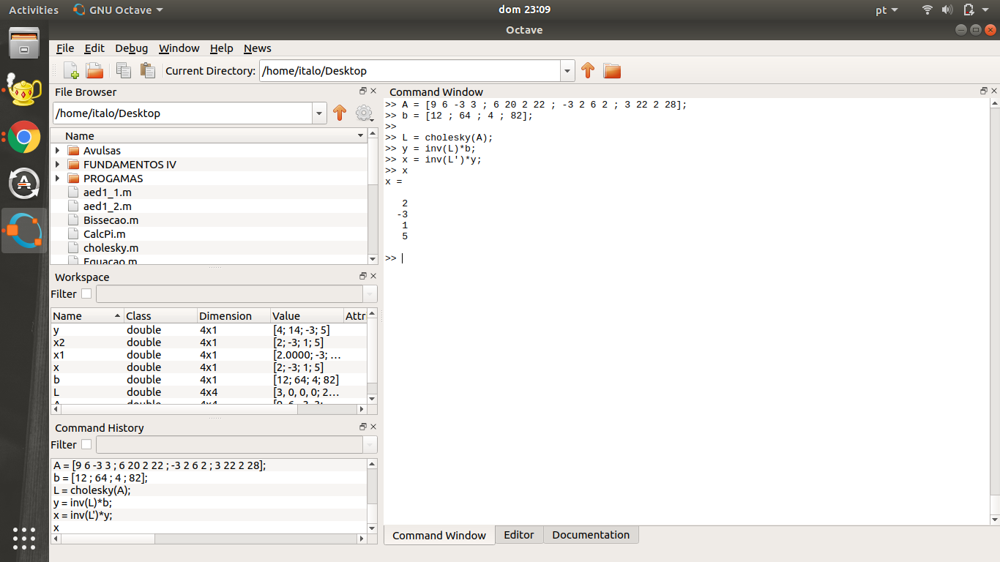 Activities GNU Octave dom 23:09 pt
Octave
File Edit Debug Window Help News
Current Directory: /home/italo/Desktop
File Browser
/home/italo/Desktop
Name
Avulsas
FUNDAMENTOS IV
PROGAMAS
aed1_1.m
aed1_2.m
Bissecao.m
CalcPi.m
cholesky.m
Equacao.m
Workspace
Filter
Name Class Dimension Value Attr
y double 4x1 [4; 14; -3; 5]
x2 double 4x1 [2; -3; 1; 5]
x1 double 4x1 [2.0000; -3; ...
x double 4x1 [2; -3; 1; 5]
b double 4x1 [12; 64; 4; 82]
L double 4x4 [3, 0, 0, 0; 2...
A double 4x4
Command History
Filter
A = [9 6 -3 3 ; 6 20 2 22 ; -3 2 6 2 ; 3 22 2 28];
b = [12 ; 64 ; 4 ; 82];
L = cholesky(A);
y = inv(L)*b;
x = inv(L')*y;
x
Command Window
>> A = [9 6 -3 3 ; 6 20 2 22 ; -3 2 6 2 ; 3 22 2 28];
>> b = [12 ; 64 ; 4 ; 82];
>>
>> L = cholesky(A);
>> y = inv(L)*b;
>> x = inv(L')*y;
>> x
x =
2
-3
1
5
>>
Command Window Editor Documentation